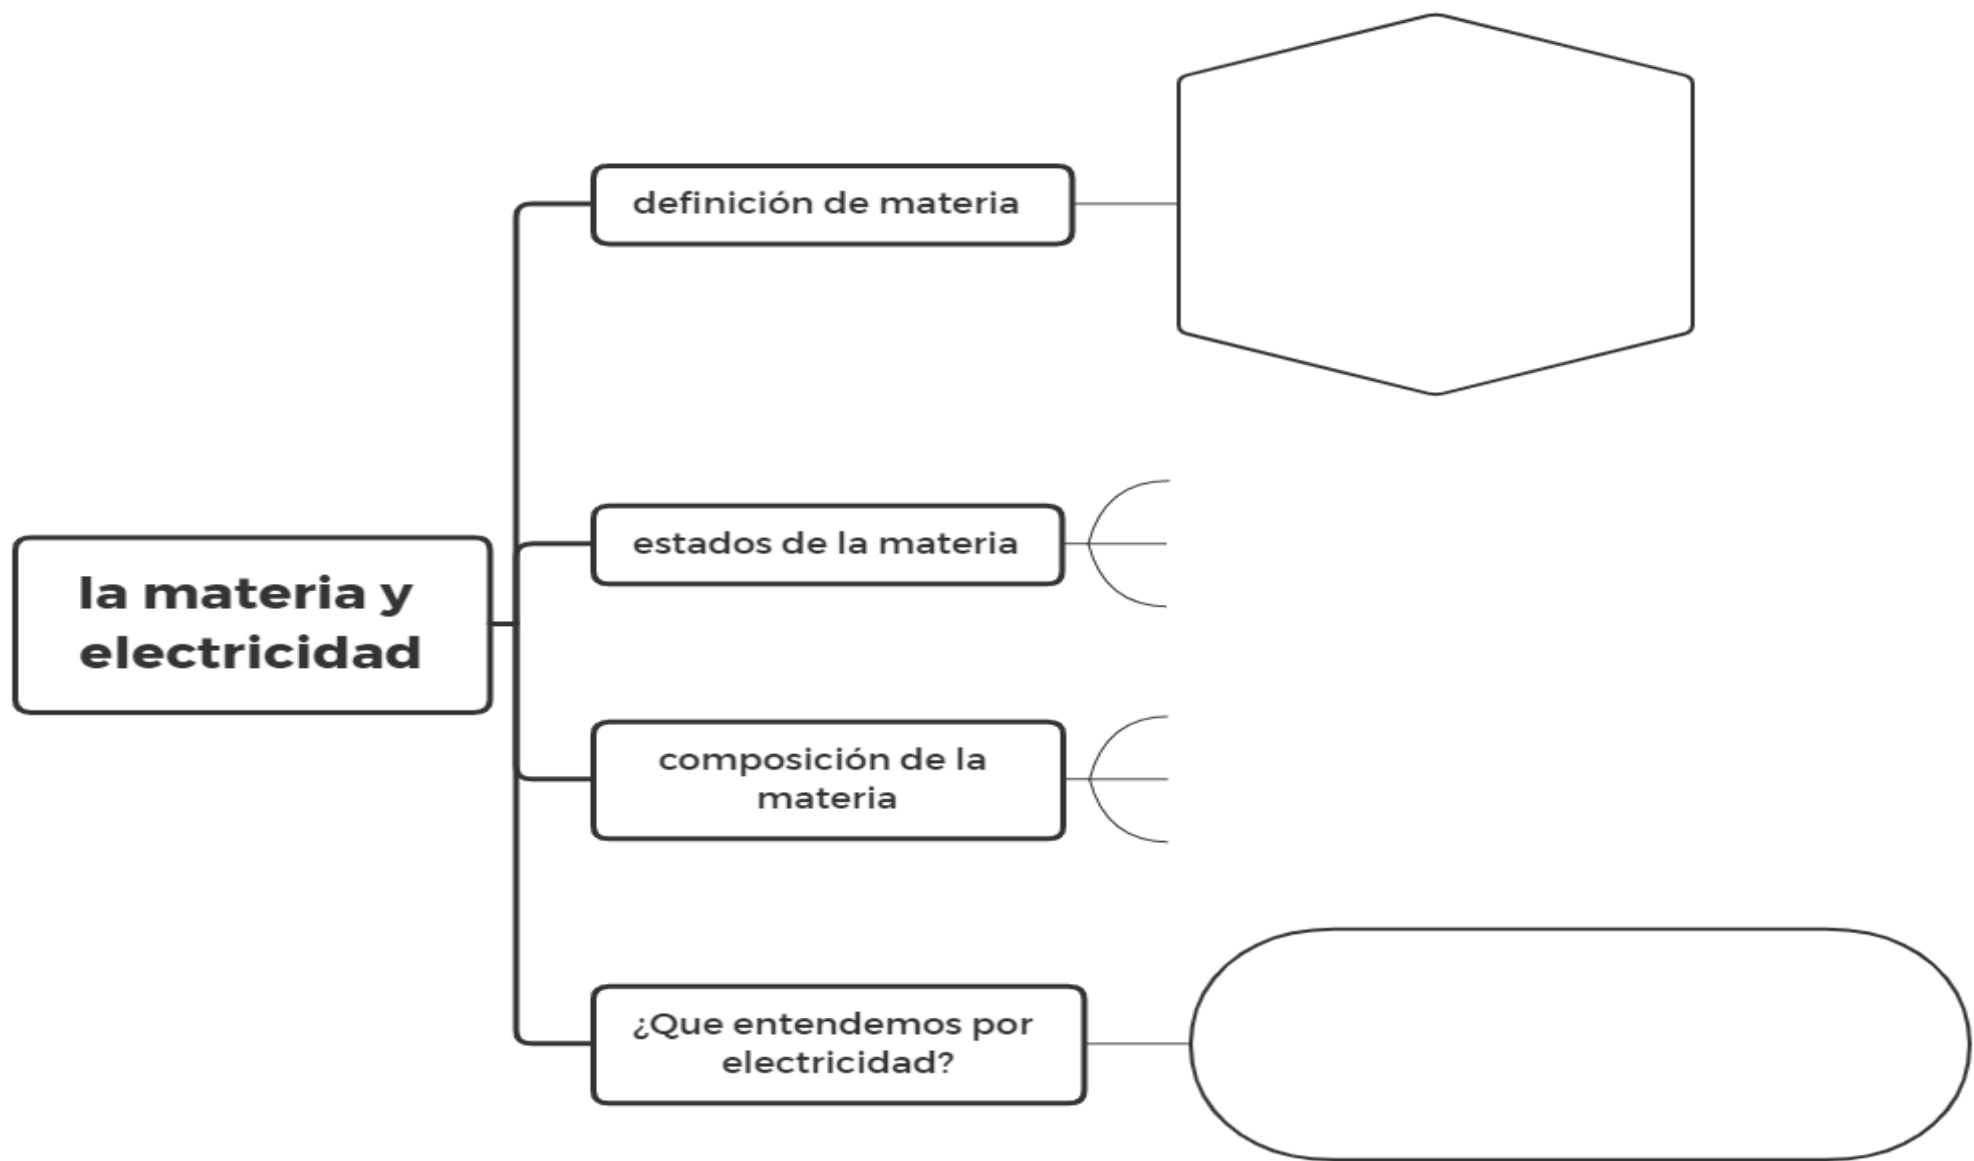 la materia y
electricidad
definición de materia
estados de la materia
composición de la
materia
¿Que entendemos por
electricidad?